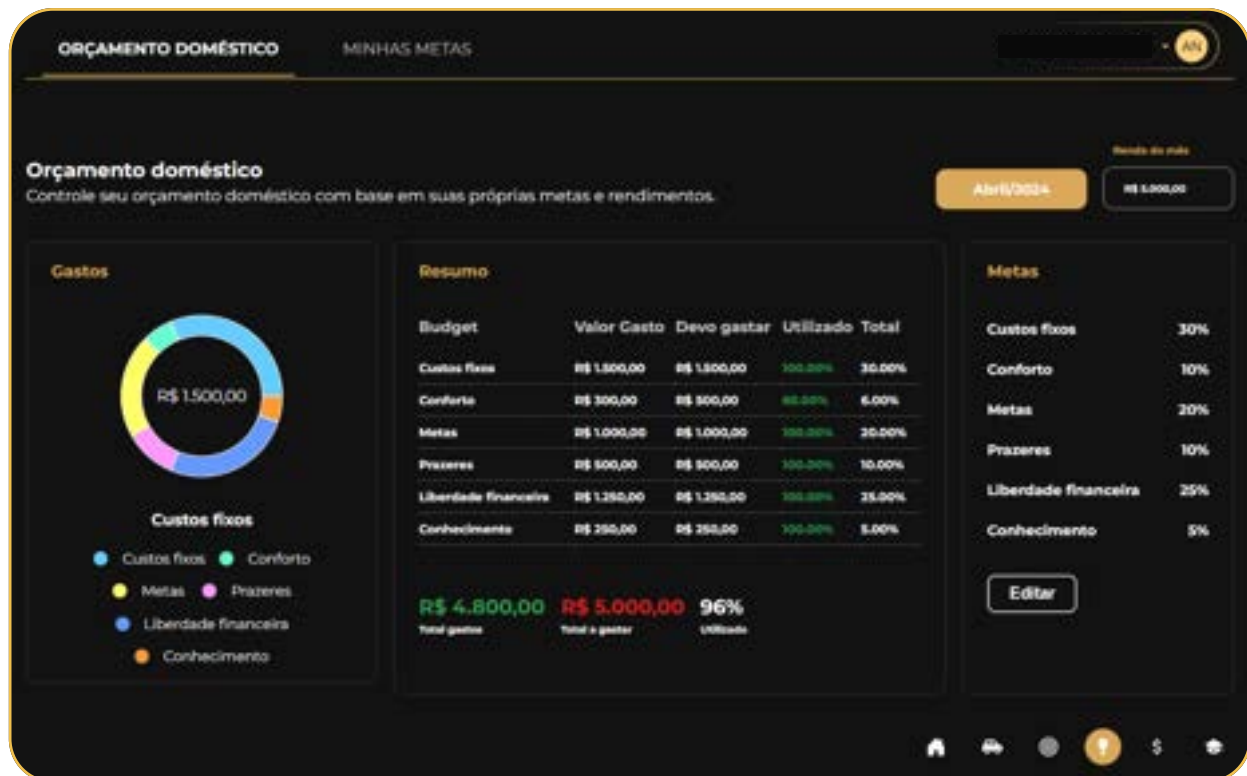 ORÇAMENTO DOMÉSTICO MINHAS METAS
AN
Orçamento doméstico
Controle seu orçamento doméstico com base em suas próprias metas e rendimentos.
Renda do mês
Abril/2024 R$ 5.000,00
Gastos
R$ 1.500,00
Custos fixos
Custos fixos Conforto
Metas Prazeres
Liberdade financeira
Conhecimento
Resumo
Budget Valor Gasto Devo gastar Utilizado Total
Custos fixos R$ 1.500,00 R$ 1.500,00 100.00% 30.00%
Conforto R$ 300,00 R$ 500,00 60.00% 6.00%
Metas R$ 1.000,00 R$ 1.000,00 100.00% 20.00%
Prazeres R$ 500,00 R$ 500,00 100.00% 10.00%
Liberdade financeira R$ 1.250,00 R$ 1.250,00 100.00% 25.00%
Conhecimento R$ 250,00 R$ 250,00 100.00% 5.00%
R$ 4.800,00 R$ 5.000,00 96%
Total gastos Total a gastar Utilizado
Metas
Custos fixos 30%
Conforto 10%
Metas 20%
Prazeres 10%
Liberdade financeira 25%
Conhecimento 5%
Editar
$